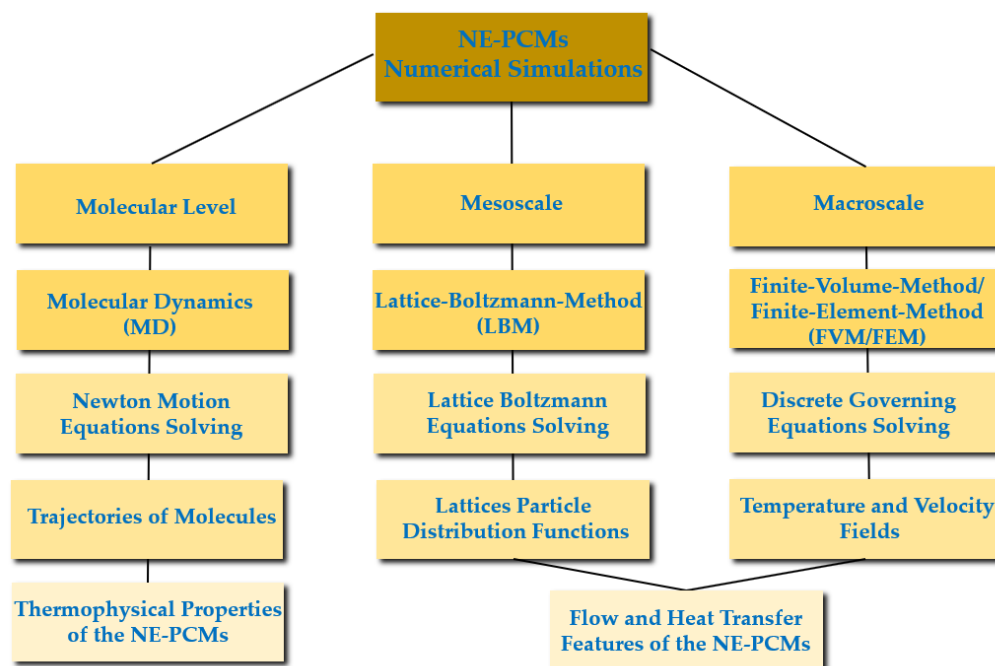 NE-PCMs
Numerical Simulations
Molecular Level
Mesoscale
Macroscale
Molecular Dynamics
(MD)
Lattice-Boltzmann-Method
(LBM)
Finite-Volume-Method/
Finite-Element-Method
(FVM/FEM)
Newton Motion
Equations Solving
Lattice Boltzmann
Equations Solving
Discrete Governing
Equations Solving
Trajectories of Molecules
Lattices Particle
Distribution Functions
Temperature and Velocity
Fields
Thermophysical Properties
of the NE-PCMs
Flow and Heat Transfer
Features of the NE-PCMs